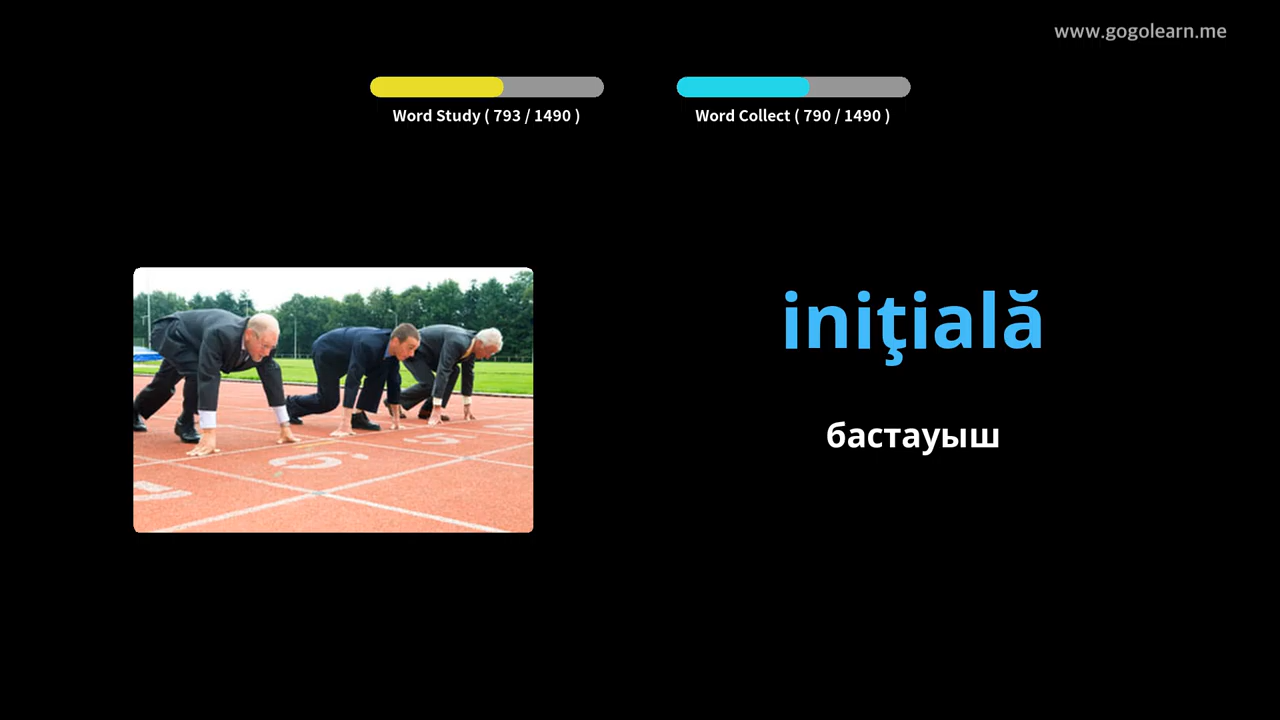 www.gogolearn.me
Word Study ( 793 / 1490 )
Word Collect ( 790 / 1490 )
iniţială
бастауыш